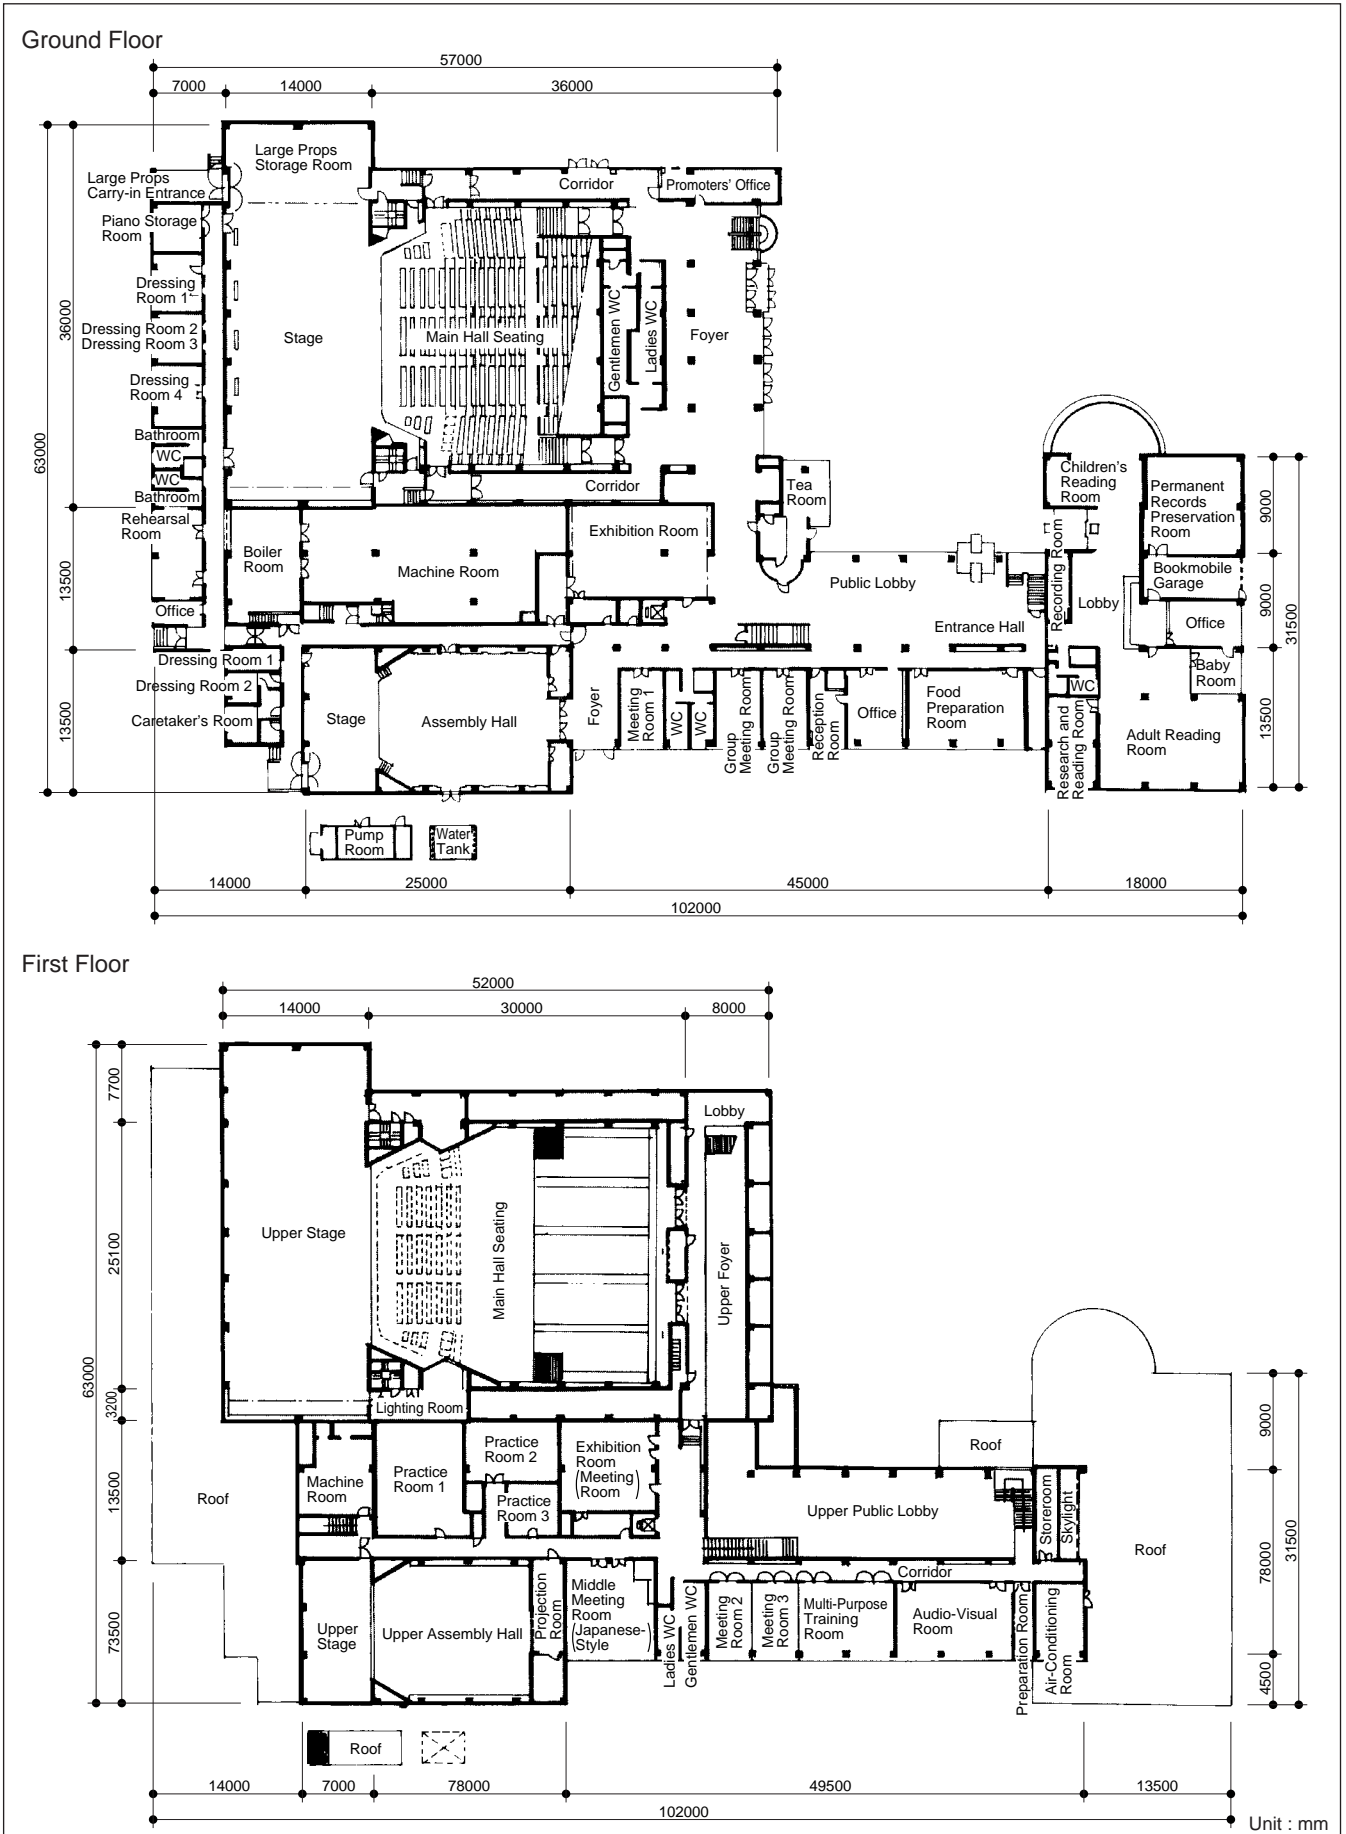 Ground Floor
57000
7000
14000
36000
Large Props
Storage Room
Large Props
Carry-in Entrance
Corridor
Promoters' Office
Piano Storage
Room
Dressing
Room 1
Dressing Room 2
Dressing Room 3
Stage
Main Hall Seating
Gentlemen WC
Ladies WC
Foyer
Dressing
Room 4
Bathroom
WC
WC
Bathroom
Rehearsal
Room
36000
63000
13500
13500
Corridor
Tea
Room
Children's
Reading
Room
Permanent
Records
Preservation
Room
Boiler
Room
Machine Room
Exhibition Room
Public Lobby
Recording Room
Lobby
Bookmobile
Garage
Office
Office
Entrance Hall
9000
9000
31500
13500
Dressing Room 1
Dressing Room 2
Caretaker's Room
Stage
Assembly Hall
Foyer
Meeting
Room 1
WC
WC
Group
Meeting Room
Group
Meeting Room
Reception
Room
Office
Food
Preparation
Room
WC
Research and
Reading Room
Baby
Room
Adult Reading
Room
Pump
Room
Water
Tank
14000
25000
45000
18000
102000
First Floor
52000
14000
30000
8000
7700
25100
63000
3200
13500
73500
Lobby
Upper Stage
Main Hall Seating
Upper Foyer
Lighting Room
Roof
Machine
Room
Practice
Room 1
Practice
Room 2
Practice
Room 3
Exhibition
Room
(Meeting
Room)
Roof
Upper Public Lobby
Storeroom
Skylight
Roof
Corridor
9000
78000
31500
4500
Upper
Stage
Upper Assembly Hall
Projection
Room
Middle
Meeting
Room
(Japanese-
Style)
Ladies WC
Gentlemen WC
Meeting
Room 2
Meeting
Room 3
Multi-Purpose
Training
Room
Audio-Visual
Room
Preparation Room
Air-Conditioning
Room
Roof
14000
7000
78000
49500
13500
102000
Unit : mm